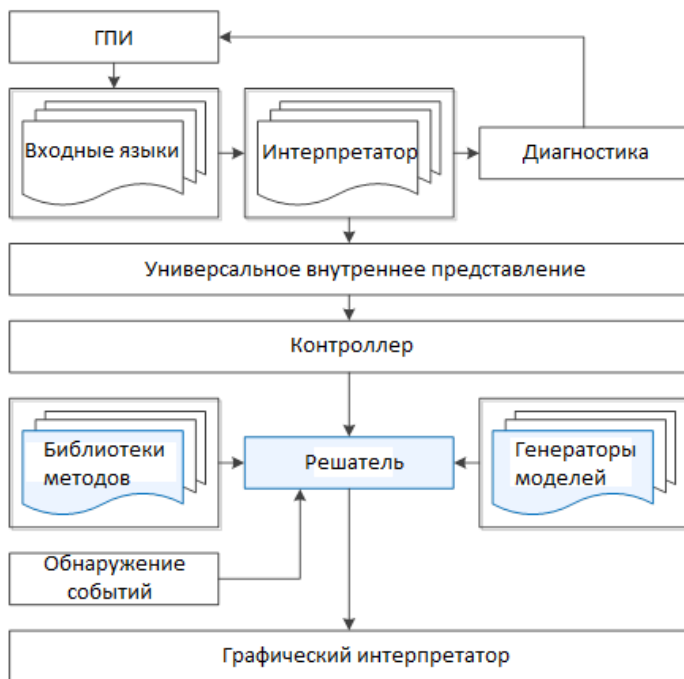 ГПИ
Входные языки
Интерпретатор
Диагностика
Универсальное внутреннее представление
Контроллер
Библиотеки
методов
Решатель
Генераторы
моделей
Обнаружение
событий
Графический интерпретатор